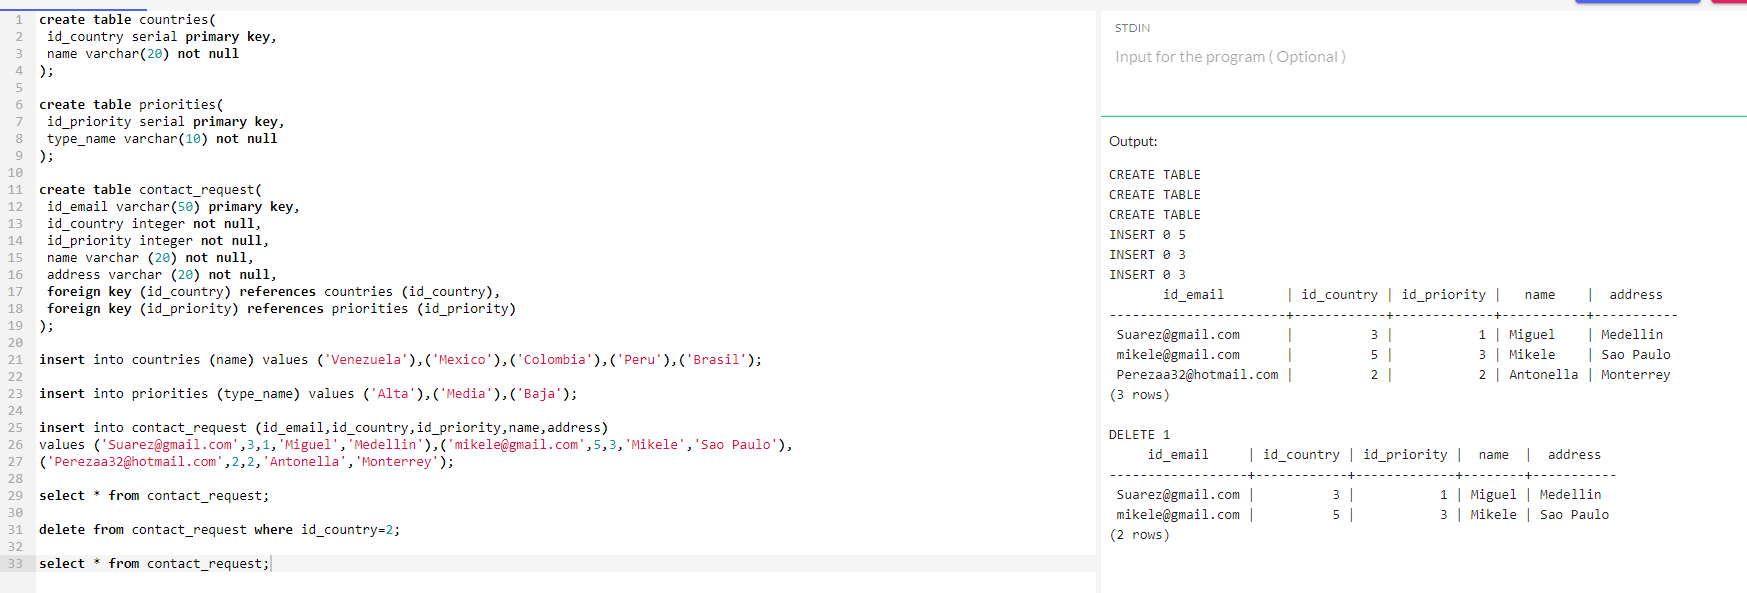 1 create table countries(
2 id_country serial primary key,
3 name varchar(20) not null
4 );
5
6 create table priorities(
7 id_priority serial primary key,
8 type_name varchar(10) not null
9 );
10
11 create table contact_request(
12 id_email varchar(50) primary key,
13 id_country integer not null,
14 id_priority integer not null,
15 name varchar (20) not null,
16 address varchar (20) not null,
17 foreign key (id_country) references countries (id_country),
18 foreign key (id_priority) references priorities (id_priority)
19 );
20
21 insert into countries (name) values ('Venezuela'),('Mexico'),('Colombia'),('Peru'),('Brasil');
22
23 insert into priorities (type_name) values ('Alta'),('Media'),('Baja');
24
25 insert into contact_request (id_email,id_country,id_priority,name,address)
26 values ('Suarez@gmail.com',3,1,'Miguel','Medellin'),('mikele@gmail.com',5,3,'Mikele','Sao Paulo'),
27 ('Perezaa32@hotmail.com',2,2,'Antonella','Monterrey');
28
29 select * from contact_request;
30
31 delete from contact_request where id_country=2;
32
33 select * from contact_request;
STDIN
Input for the program ( Optional )
Output:
CREATE TABLE
CREATE TABLE
CREATE TABLE
INSERT 0 5
INSERT 0 3
INSERT 0 3
id_email | id_country | id_priority | name | address
-----------------------+------------+-------------+-----------+-----------
Suarez@gmail.com | 3 | 1 | Miguel | Medellin
mikele@gmail.com | 5 | 3 | Mikele | Sao Paulo
Perezaa32@hotmail.com | 2 | 2 | Antonella | Monterrey
(3 rows)
DELETE 1
id_email | id_country | id_priority | name | address
------------------+------------+-------------+--------+-----------
Suarez@gmail.com | 3 | 1 | Miguel | Medellin
mikele@gmail.com | 5 | 3 | Mikele | Sao Paulo
(2 rows)